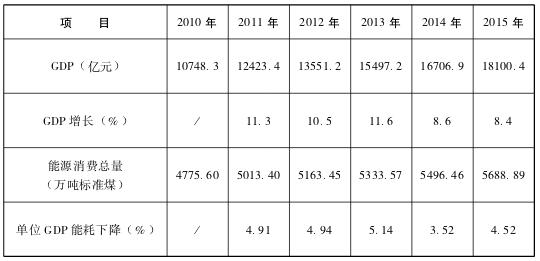 项 目 2010 年 2011 年 2012 年 2013 年 2014 年 2015 年
GDP（亿元） 10748.3 12423.4 13551.2 15497.2 16706.9 18100.4
GDP 增长（%） / 11.3 10.5 11.6 8.6 8.4
能源消费总量
（万吨标准煤） 4775.60 5013.40 5163.45 5333.57 5496.46 5688.89
单位 GDP 能耗下降（%） / 4.91 4.94 5.14 3.52 4.52